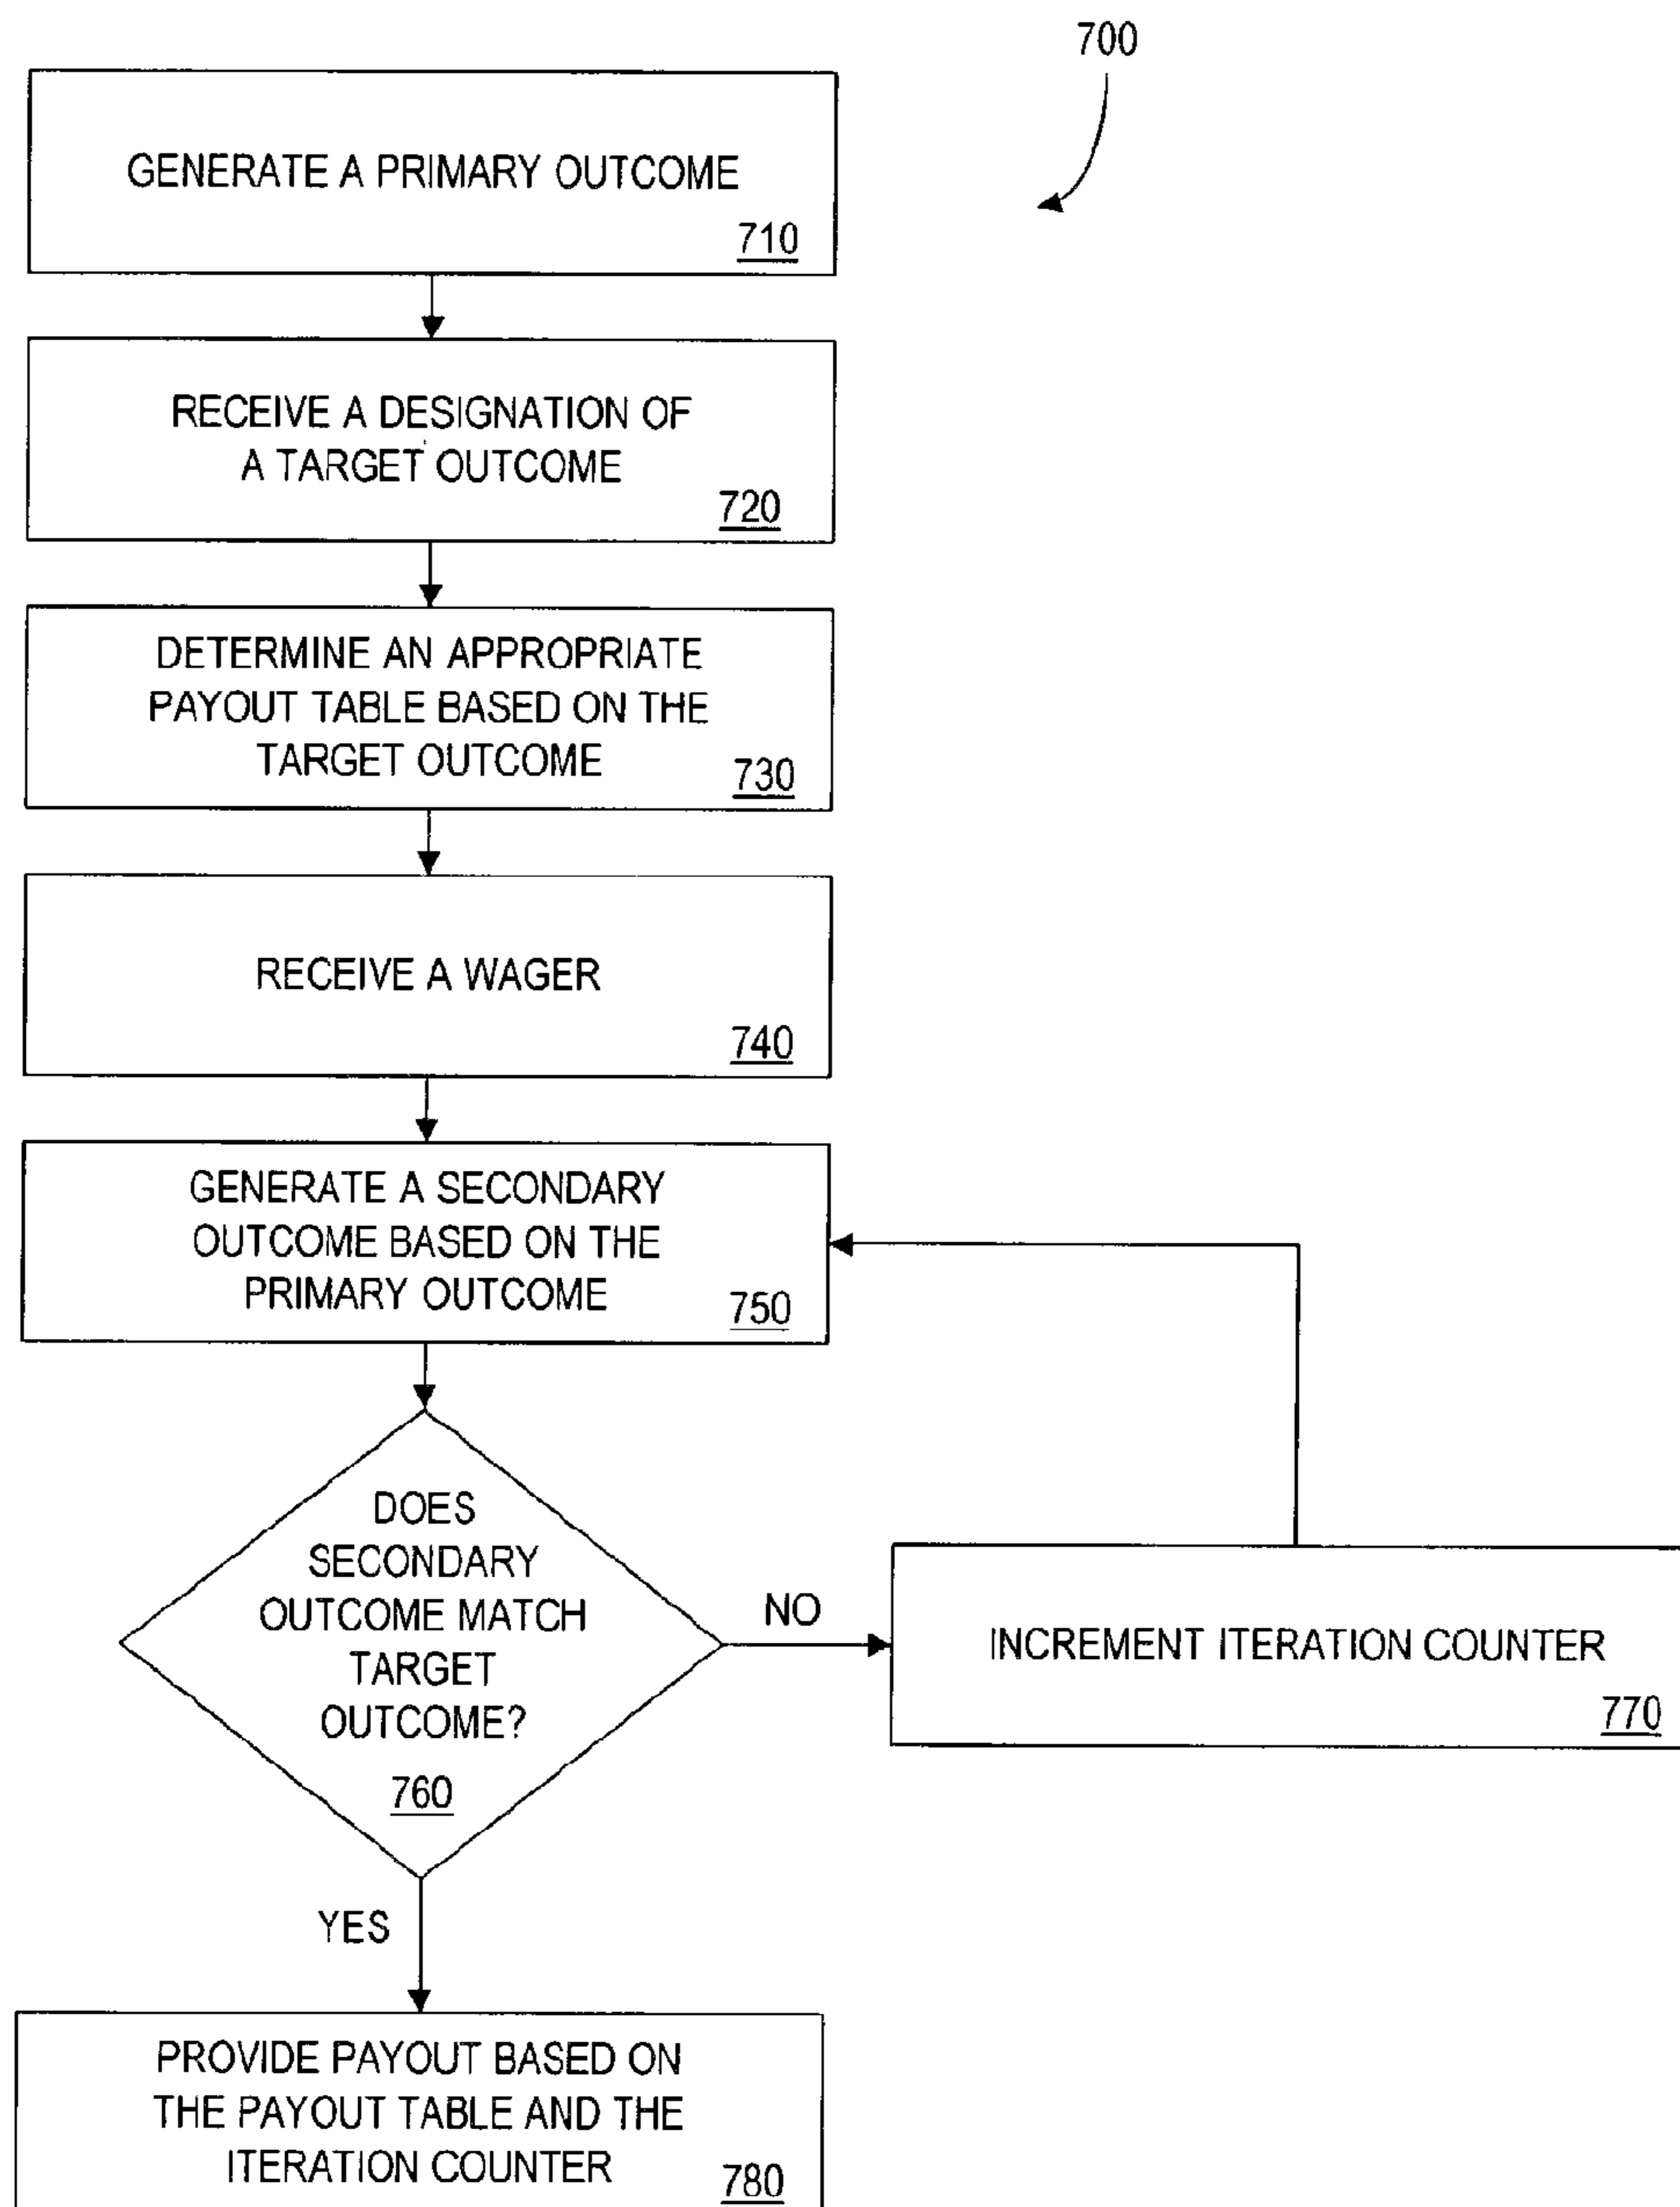 700
GENERATE A PRIMARY OUTCOME
710
RECEIVE A DESIGNATION OF
A TARGET OUTCOME
720
DETERMINE AN APPROPRIATE
PAYOUT TABLE BASED ON THE
TARGET OUTCOME
730
RECEIVE A WAGER
740
GENERATE A SECONDARY
OUTCOME BASED ON THE
PRIMARY OUTCOME
750
DOES
SECONDARY
OUTCOME MATCH
TARGET
OUTCOME?
760
NO
INCREMENT ITERATION COUNTER
770
YES
PROVIDE PAYOUT BASED ON
THE PAYOUT TABLE AND THE
ITERATION COUNTER
780